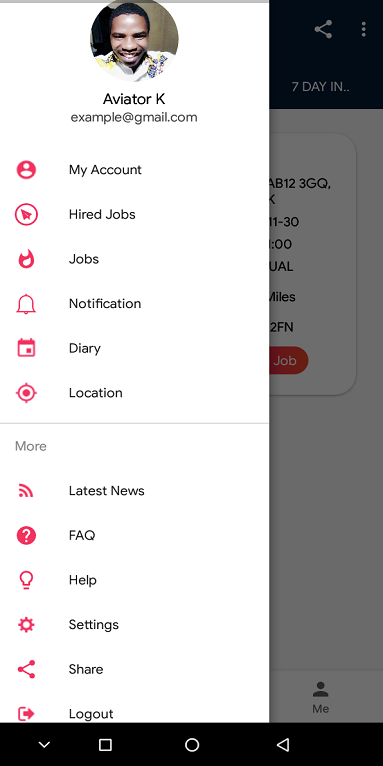 Aviator K
example@gmail.com
My Account
Hired Jobs
Jobs
Notification
Diary
Location
More
Latest News
FAQ
Help
Settings
Share
Logout
7 DAY IN..
AB12 3GQ,
K
11-30
1:00
UAL
Miles
2FN
Job
Me